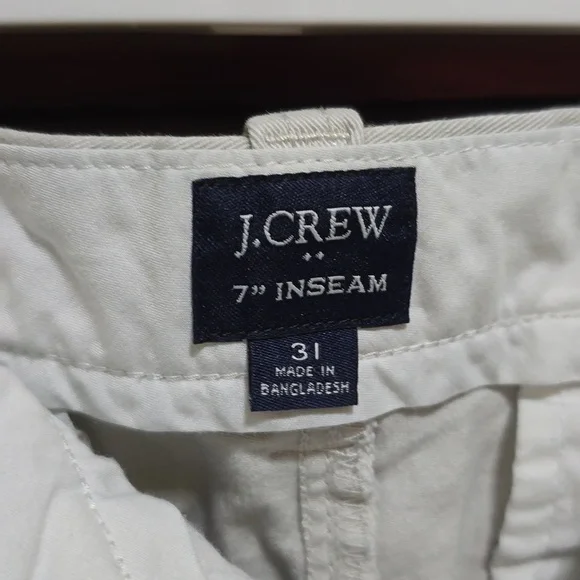 J.CREW
7” INSEAM
31
MADE IN
BANGLADESH